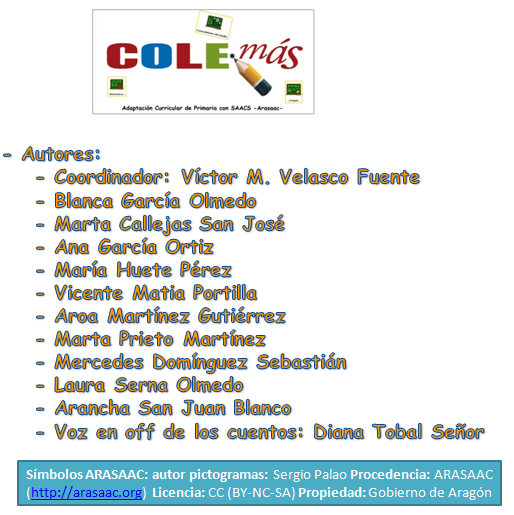 COLE más
Adaptación Curricular de Primaria con SAACS -Arasaac-
- Autores:
- Coordinador: Víctor M. Velasco Fuente
- Blanca García Olmedo
- Marta Callejas San José
- Ana García Ortiz
- María Huete Pérez
- Vicente Matia Portilla
- Aroa Martínez Gutiérrez
- Marta Prieto Martínez
- Mercedes Domínguez Sebastián
- Laura Serna Olmedo
- Arancha San Juan Blanco
- Voz en off de los cuentos: Diana Tobal Señor
Símbolos ARASAAC: autor pictogramas: Sergio Palao Procedencia: ARASAAC
(http://arasaac.org) Licencia: CC (BY-NC-SA) Propiedad: Gobierno de Aragón